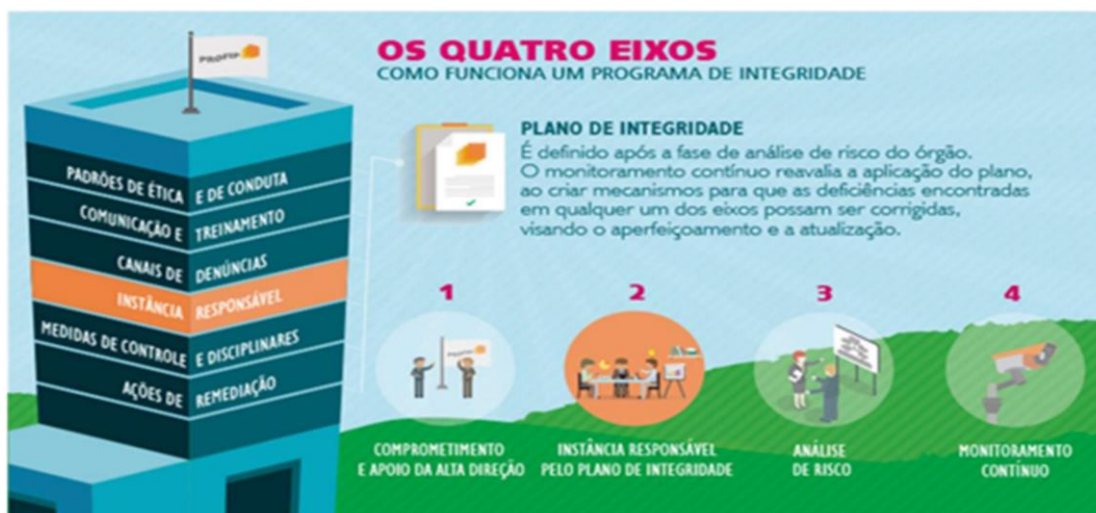 PROFIP
OS QUATRO EIXOS
COMO FUNCIONA UM PROGRAMA DE INTEGRIDADE
PLANO DE INTEGRIDADE
É definido após a fase de análise de risco do órgão.
O monitoramento contínuo reavalia a aplicação do plano,
ao criar mecanismos para que as deficiências encontradas
em qualquer um dos eixos possam ser corrigidas,
visando o aperfeiçoamento e a atualização.
PADRÕES DE ÉTICA E DE CONDUTA
COMUNICAÇÃO E TREINAMENTO
CANAIS DE DENÚNCIAS
INSTÂNCIA RESPONSÁVEL
MEDIDAS DE CONTROLE E DISCIPLINARES
AÇÕES DE REMEDIAÇÃO
1
COMPROMETIMENTO
E APOIO DA ALTA DIREÇÃO
2
INSTÂNCIA RESPONSÁVEL
PELO PLANO DE INTEGRIDADE
3
ANÁLISE
DE RISCO
4
MONITORAMENTO
CONTÍNUO